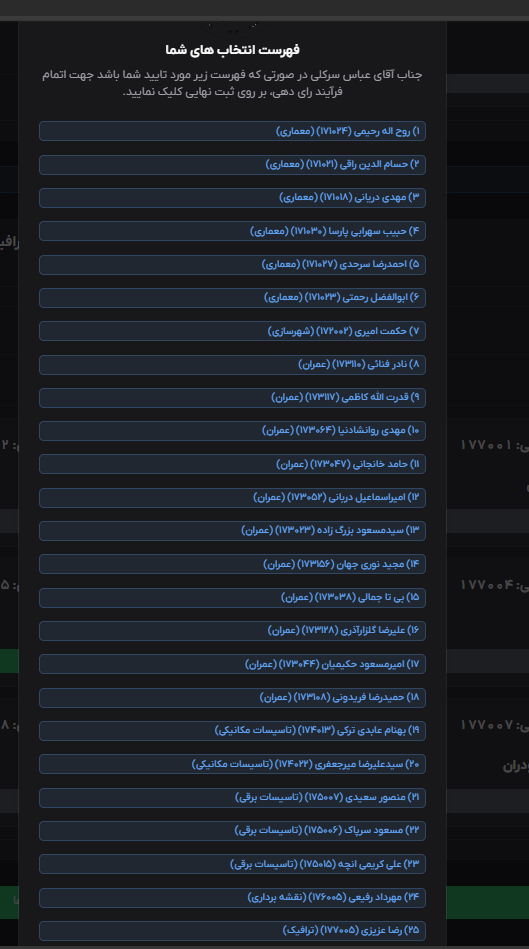 فهرست انتخاب های شما
جناب آقای عباس سرکلی در صورتی که فهرست زیر مورد تایید شما باشد جهت اتمام
فرآیند رای دهی، بر روی ثبت نهایی کلیک نمایید.
۱) روح اله رحیمی (۱۷۱۰۲۴) (معماری)
۲) حسام الدین راقی (۱۷۱۰۲۱) (معماری)
۳) مهدی دریانی (۱۷۱۰۱۸) (معماری)
۴) حبیب سهرابی پارسا (۱۷۱۰۳۰) (معماری)
۵) احمدرضا سرحدی (۱۷۱۰۲۷) (معماری)
۶) ابوالفضل رحمتی (۱۷۱۰۲۳) (معماری)
۷) حکمت امیری (۱۷۲۰۰۲) (شهرسازی)
۸) نادر فنائی (۱۷۳۱۱۰) (عمران)
۹) قدرت الله کاظمی (۱۷۳۱۱۷) (عمران)
۱۰) مهدی روانشادنیا (۱۷۳۰۶۴) (عمران)
۱۱) حامد خانجانی (۱۷۳۰۴۷) (عمران)
۱۲) امیراسماعیل دربانی (۱۷۳۰۵۲) (عمران)
۱۳) سیدمسعود بزرگ زاده (۱۷۳۰۲۳) (عمران)
۱۴) مجید نوری جهان (۱۷۳۱۵۶) (عمران)
۱۵) بی تا جمالی (۱۷۳۰۳۸) (عمران)
۱۶) علیرضا گلزارآذری (۱۷۳۱۲۸) (عمران)
۱۷) امیرمسعود حکیمیان (۱۷۳۰۴۴) (عمران)
۱۸) حمیدرضا فریدونی (۱۷۳۱۰۸) (عمران)
۱۹) بهنام عابدی ترکی (۱۷۴۰۱۳) (تاسیسات مکانیکی)
۲۰) سیدعلیرضا میرجعفری (۱۷۴۰۲۲) (تاسیسات مکانیکی)
۲۱) منصور سعیدی (۱۷۵۰۰۷) (تاسیسات برقی)
۲۲) مسعود سرپاک (۱۷۵۰۰۶) (تاسیسات برقی)
۲۳) علی کریمی انچه (۱۷۵۰۱۵) (تاسیسات برقی)
۲۴) مهرداد رفیعی (۱۷۶۰۰۵) (نقشه برداری)
۲۵) رضا عزیزی (۱۷۷۰۰۵) (ترافیک)
۱۷۷۰۰۱
۱۷۷۰۰۴
۱۷۷۰۰۷